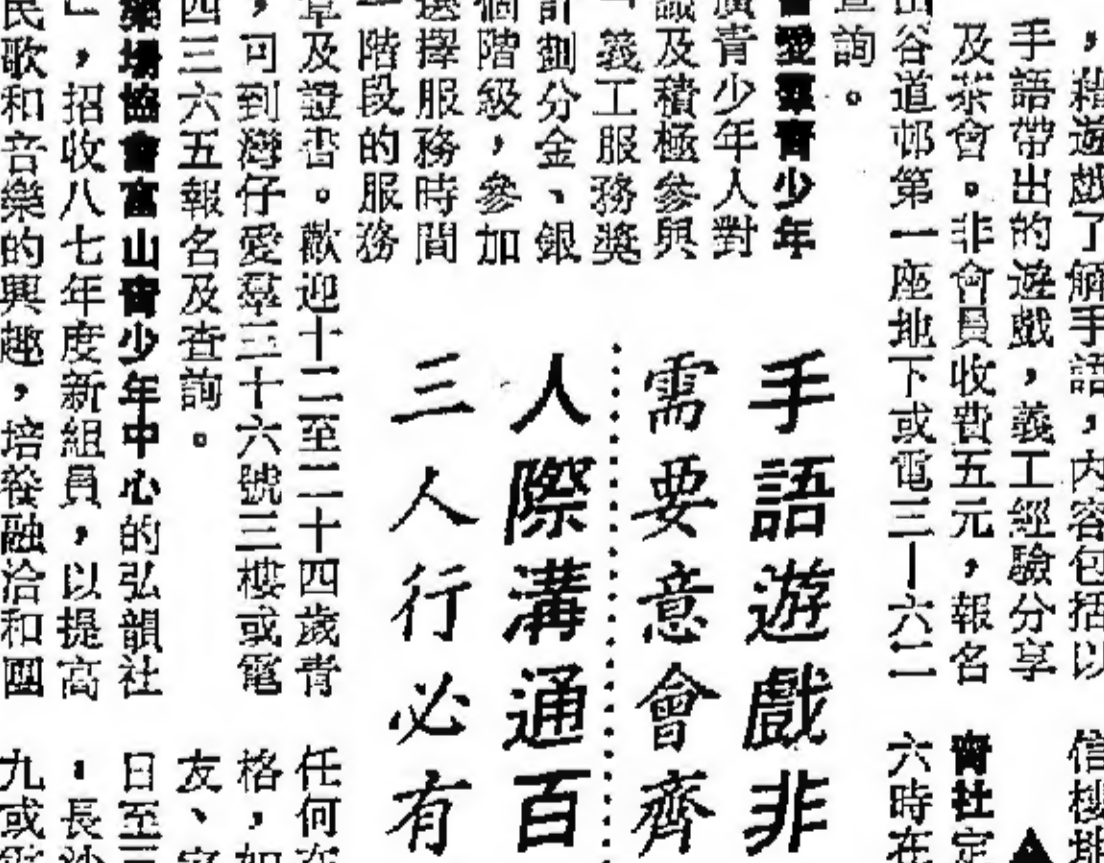 ，藉遊戲了解手語，內容包括以
手語帶出的遊戲，義工經驗分享
及茶會。非會員收費五元，報名
谷道邨第一座地下或電三—六二
詢。
愛羣青少年
廣青少年人對
識及積極參與
「義工服務獎
計劃分金、銀
個階級，參加
選擇服務時間
一階段的服務
章及證書。歡迎十二至二十四歲青
，可到灣仔愛羣三十六號三樓或電
四三六五報名及查詢。
樂場協會富山青少年中心的弘韻社
」，招收八七年度新組員，以提高
民歌和音樂的興趣，培養融洽和團
手語遊戲非
需要意會齊
人際溝通百
三人行必有
信樓
▲
青社定
六時在
任何
格，如
友、
日至三
：長沙
九或